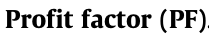 Profit factor (PF).